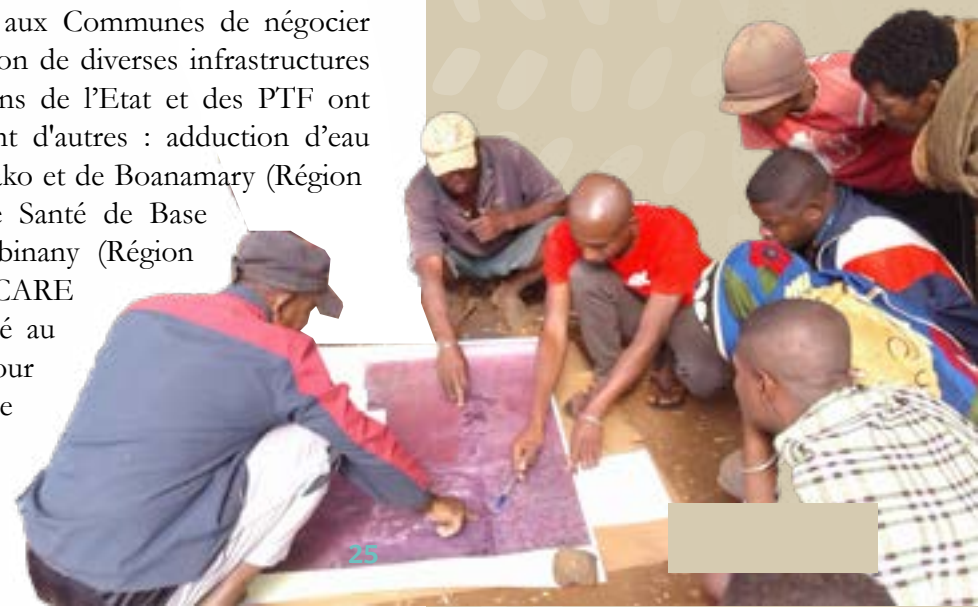 aux Communes de négocier
on de diverses infrastructures
ns de l’Etat et des PTF ont
nt d'autres : adduction d’eau
ako et de Boanamary (Région
e Santé de Base
binany (Région
CARE
é au
our
e
25